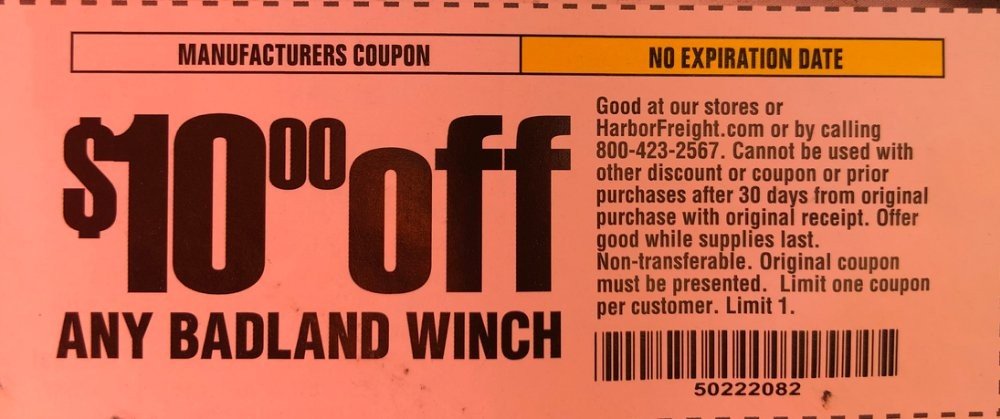 MANUFACTURERS COUPON
NO EXPIRATION DATE
$10.00 off
ANY BADLAND WINCH
Good at our stores or
HarborFreight.com or by calling
800-423-2567. Cannot be used with
other discount or coupon or prior
purchases after 30 days from original
purchase with original receipt. Offer
good while supplies last.
Non-transferable. Original coupon
must be presented. Limit one coupon
per customer. Limit 1.
50222082